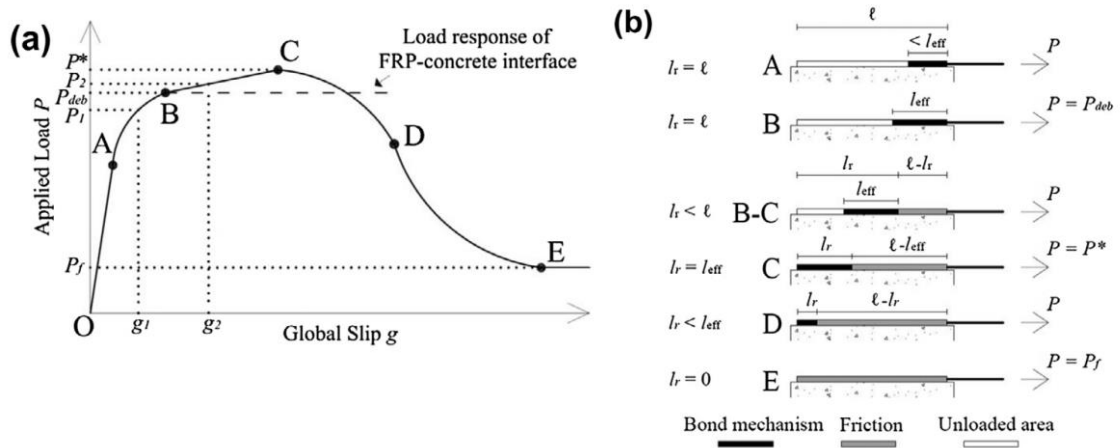 (a)
Applied Load P
P*
P2
Pdeb
P1
Pf
O
A
B
C
D
E
Load response of
FRP-concrete interface
g1
g2
Global Slip g
(b)
ℓ
< leff
lr = ℓ
A
P
leff
lr = ℓ
B
P = Pdeb
lr
ℓ-lr
leff
lr < ℓ
B-C
P
lr
ℓ-leff
lr = leff
C
P = P*
lr
ℓ-lr
lr < leff
D
P
lr = 0
E
P = Pf
Bond mechanism
Friction
Unloaded area